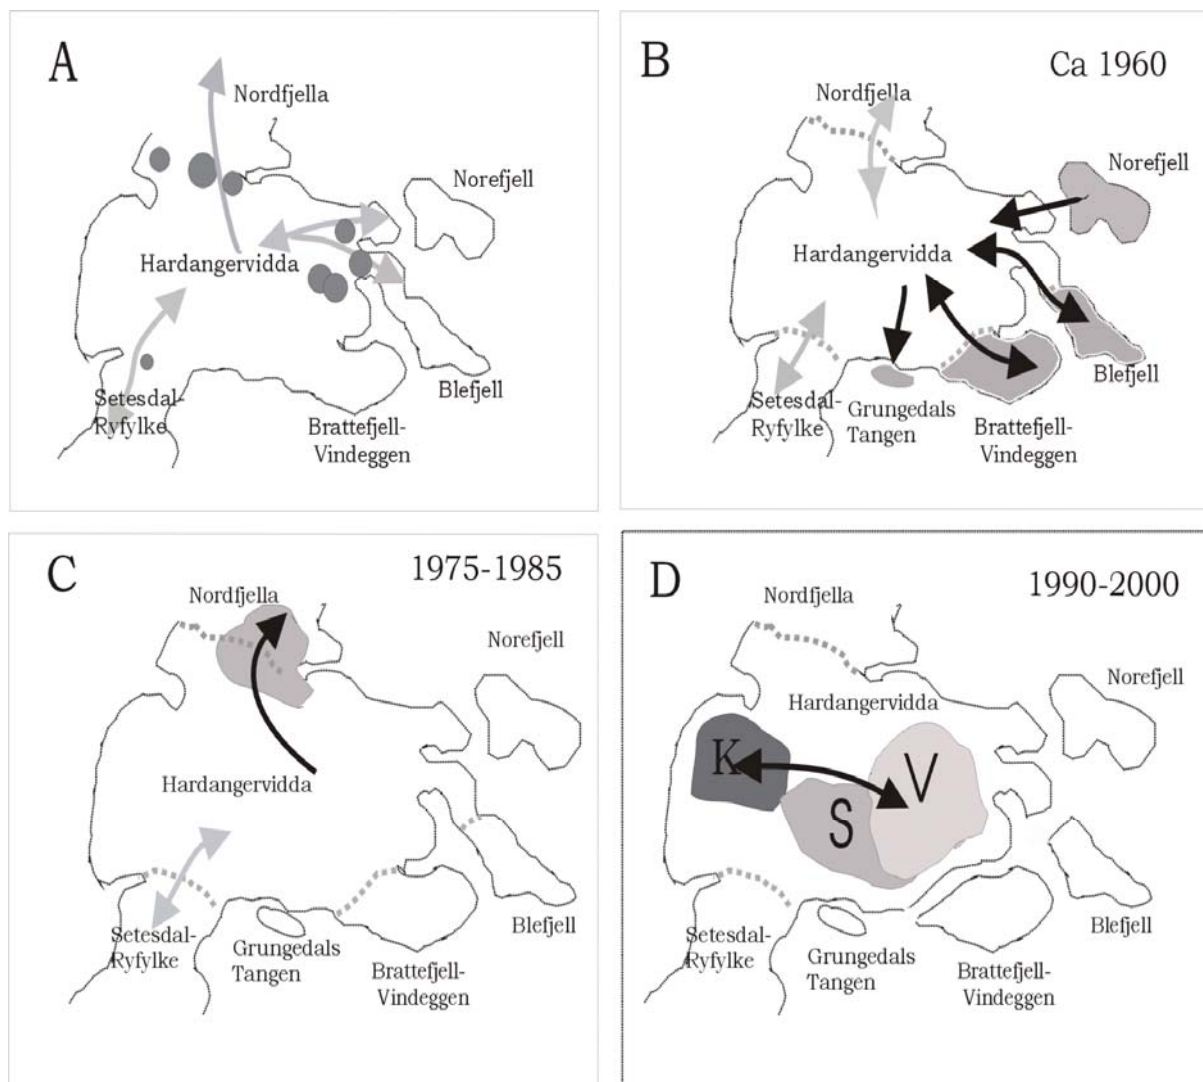 A
Nordfjella
Norefjell
Hardangervidda
Setesdal-
Ryfylke
Blefjell
Brattefjell-
Vindeggen
B
Ca 1960
Nordfjella
Norefjell
Hardangervidda
Setesdal-
Ryfylke
Grungedals
Tangen
Blefjell
Brattefjell-
Vindeggen
C
1975-1985
Nordfjella
Norefjell
Hardangervidda
Setesdal-
Ryfylke
Grungedals
Tangen
Blefjell
Brattefjell-
Vindeggen
D
1990-2000
Nordfjella
Norefjell
Hardangervidda
K
V
S
Setesdal-
Ryfylke
Grungedals
Tangen
Blefjell
Brattefjell-
Vindeggen